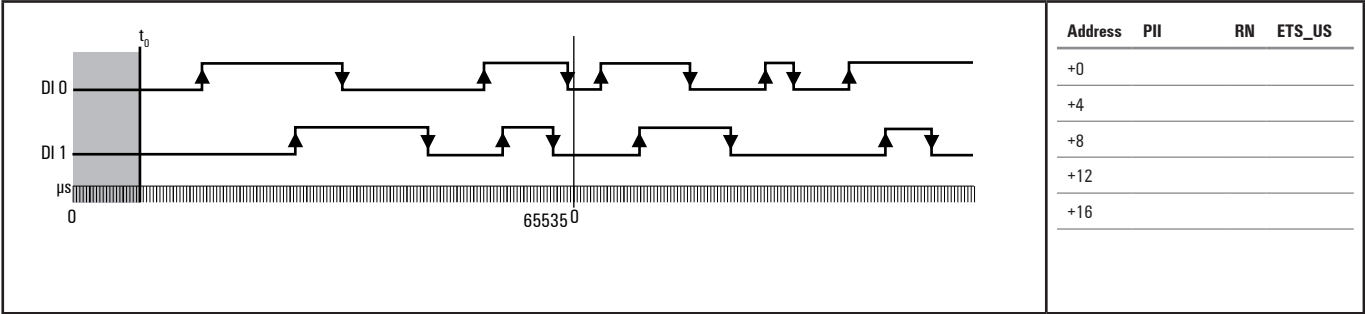 t0
DI 0
DI 1
µs
0
65535 0
Address PII RN ETS_US
+0
+4
+8
+12
+16